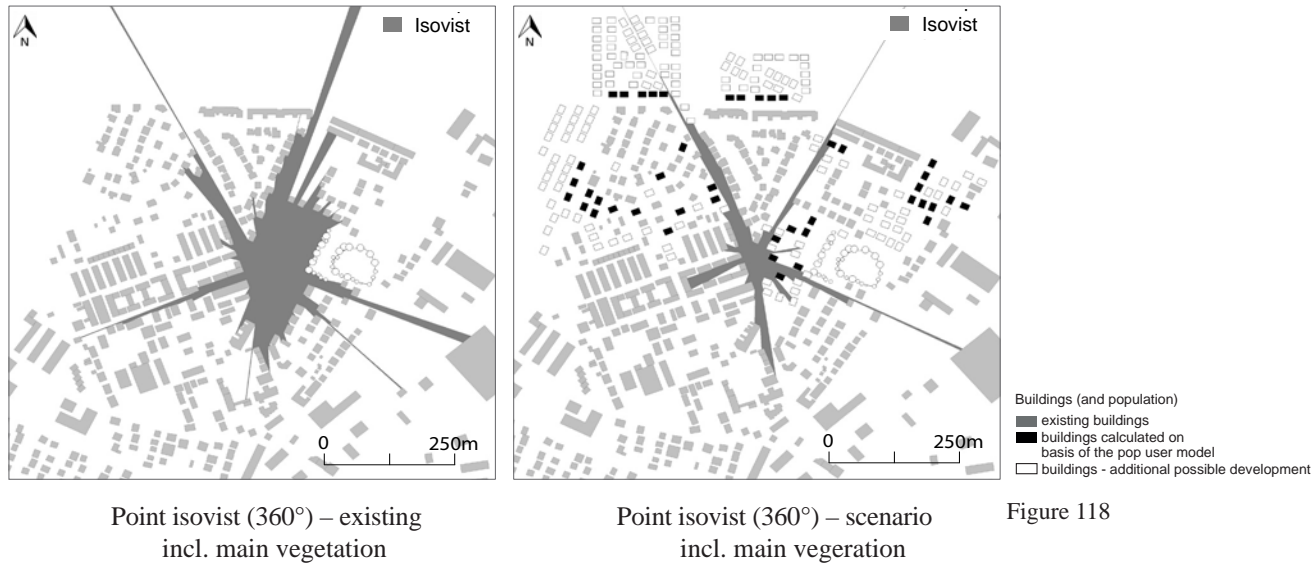 N
Isovist
0 250m
N
Isovist
0 250m
Buildings (and population)
existing buildings
buildings calculated on
basis of the pop user model
buildings - additional possible development
Point isovist (360°) – existing
incl. main vegetation
Point isovist (360°) – scenario
incl. main vegeration
Figure 118